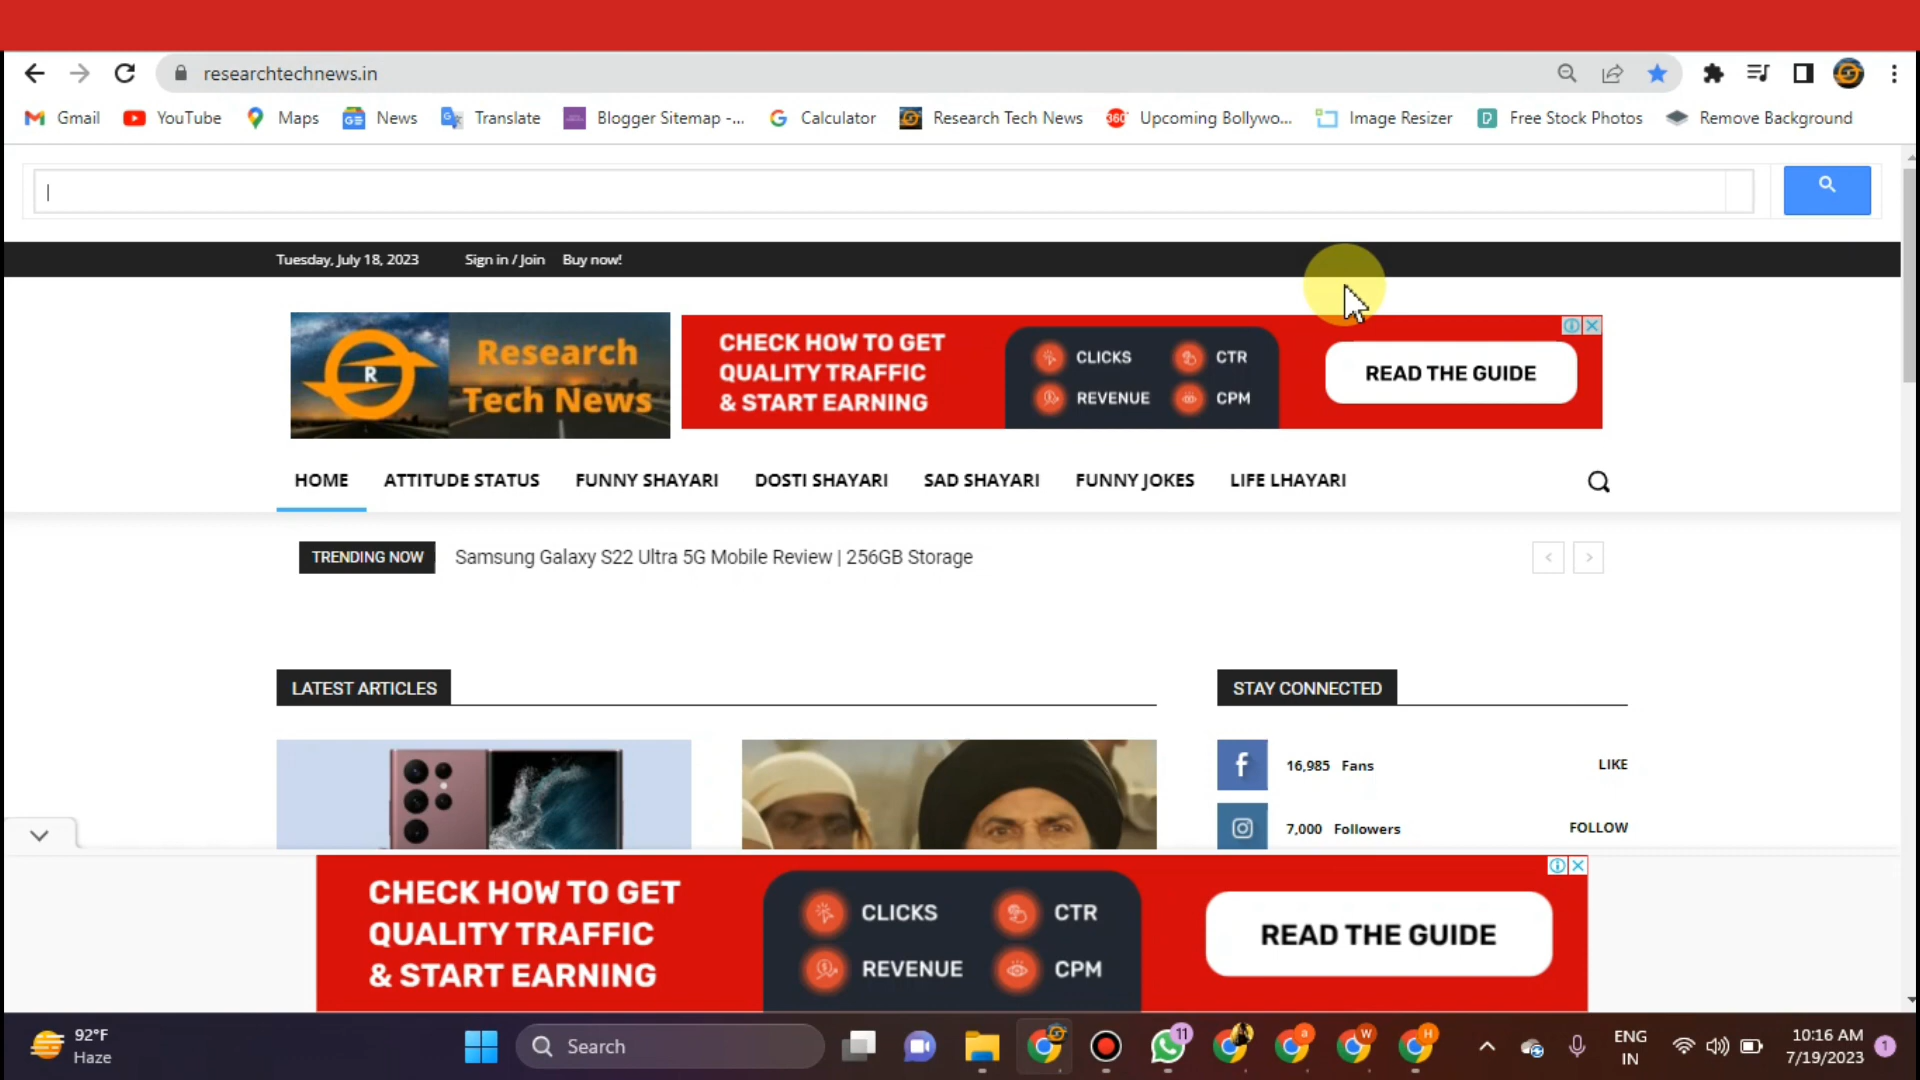 researchtechnews.in
Gmail YouTube Maps News Translate Blogger Sitemap -... Calculator Research Tech News Upcoming Bollywo... Image Resizer Free Stock Photos Remove Background
Tuesday, July 18, 2023 Sign in / Join Buy now!
R
Research
Tech News
CHECK HOW TO GET
QUALITY TRAFFIC
& START EARNING
CLICKS CTR
REVENUE CPM
READ THE GUIDE
HOME ATTITUDE STATUS FUNNY SHAYARI DOSTI SHAYARI SAD SHAYARI FUNNY JOKES LIFE LHAYARI
TRENDING NOW Samsung Galaxy S22 Ultra 5G Mobile Review | 256GB Storage
LATEST ARTICLES
STAY CONNECTED
16,985 Fans LIKE
7,000 Followers FOLLOW
CHECK HOW TO GET
QUALITY TRAFFIC
& START EARNING
CLICKS CTR
REVENUE CPM
READ THE GUIDE
92°F
Haze
Search
11
a
W
H
ENG
IN
10:16 AM
7/19/2023
1